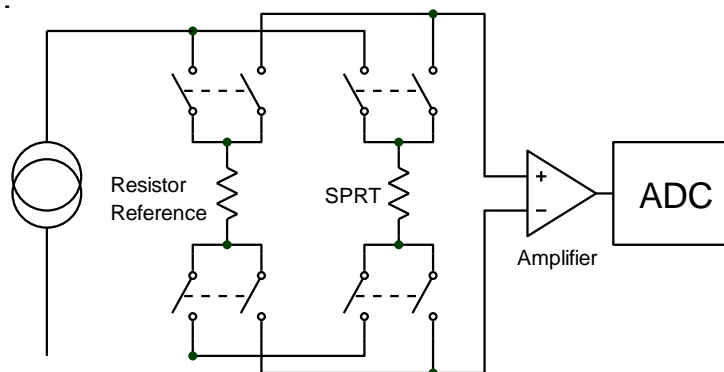 Resistor
Reference
SPRT
+
−
Amplifier
ADC